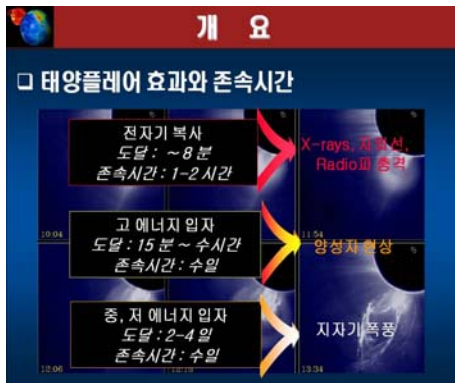 개 요
❑ 태양플레어 효과와 존속시간
전자기 복사
도달 : ~8 분
존속시간 : 1-2 시간
X-rays, 자외선,
Radio파 충격
10:04
고 에너지 입자
도달 : 15 분 ~ 수시간
존속시간 : 수일
11:54
양성자 현상
중, 저 에너지 입자
도달 : 2-4 일
존속시간 : 수일
지자기 폭풍
12:06
13:34